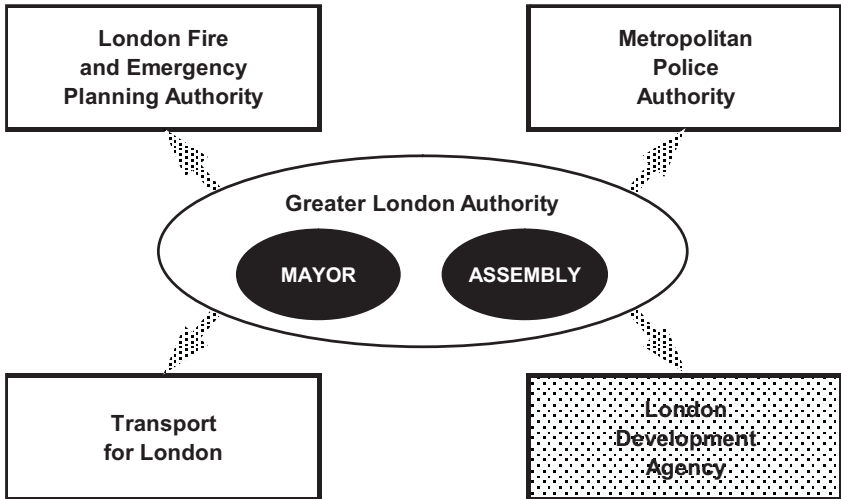 London Fire
and Emergency
Planning Authority
Metropolitan
Police
Authority
Greater London Authority
MAYOR
ASSEMBLY
Transport
for London
London
Development
Agency